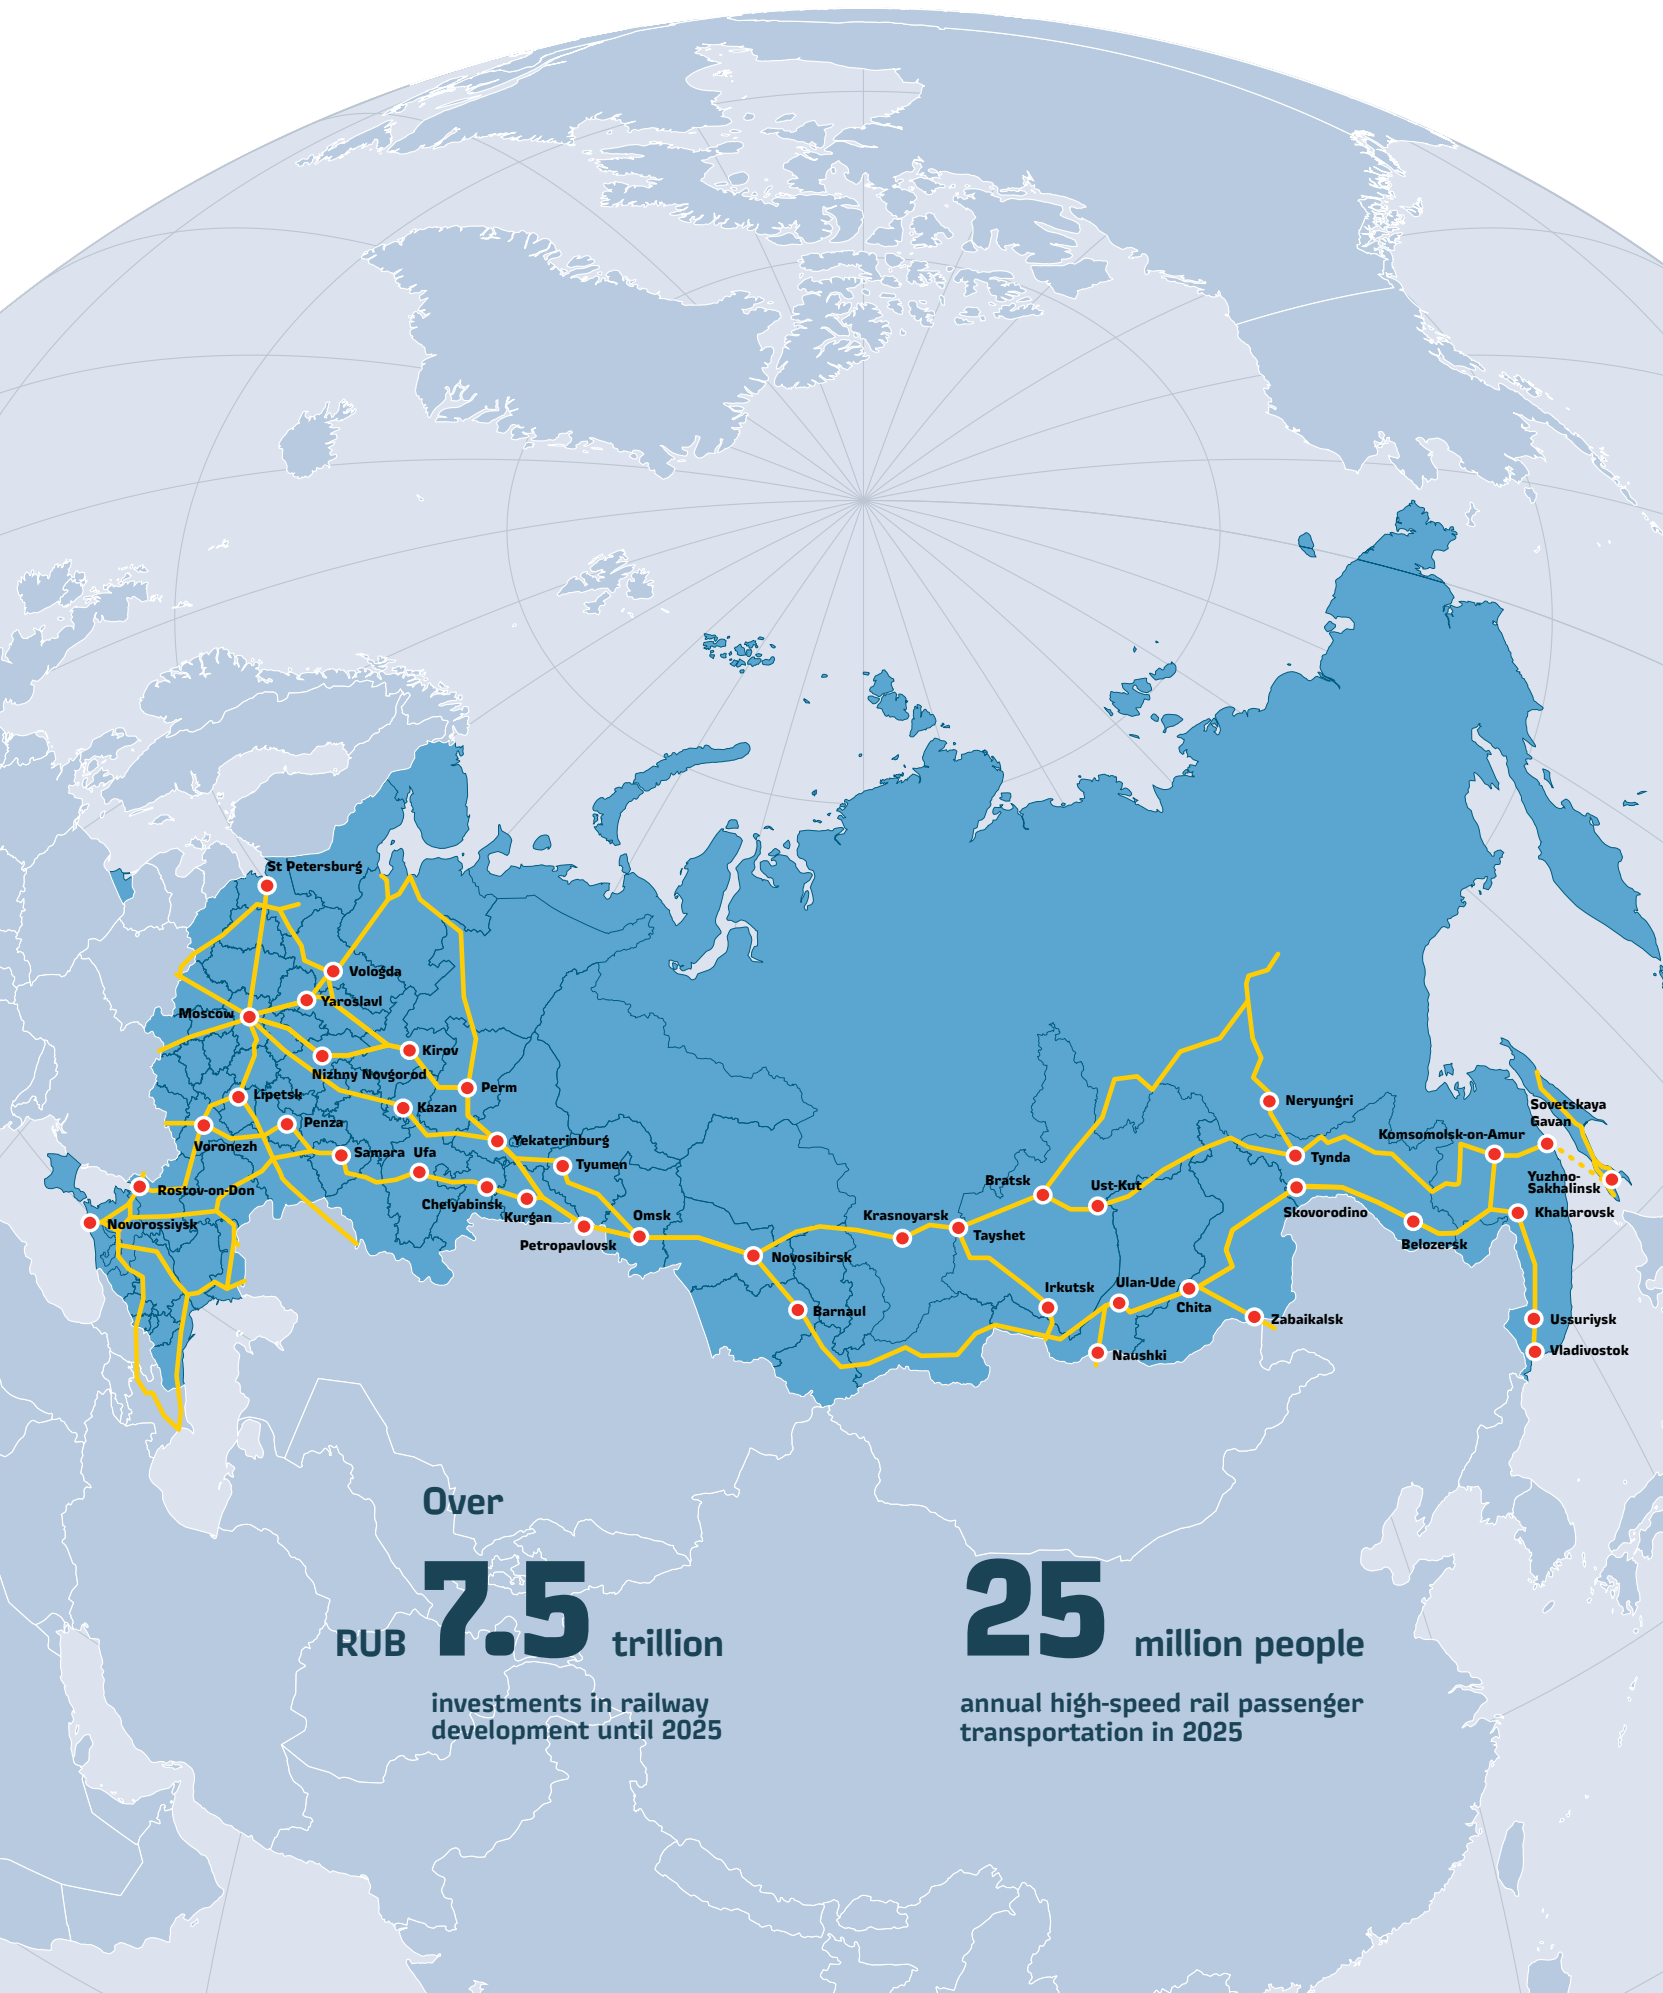 St Petersburg
Vologda
Yaroslavl
Moscow
Kirov
Nizhny Novgorod
Perm
Lipetsk
Kazan
Penza
Voronezh
Yekaterinburg
Samara
Ufa
Tyumen
Rostov-on-Don
Chelyabinsk
Kurgan
Novorossiysk
Omsk
Petropavlovsk
Novosibirsk
Barnaul
Krasnoyarsk
Tayshet
Bratsk
Ust-Kut
Irkutsk
Ulan-Ude
Chita
Naushki
Zabaikalsk
Neryungri
Tynda
Skovorodino
Belozersk
Komsomolsk-on-Amur
Sovetskaya
Gavan
Yuzhno-
Sakhalinsk
Khabarovsk
Ussuriysk
Vladivostok
Over
RUB 7.5 trillion
investments in railway
development until 2025
25 million people
annual high-speed rail passenger
transportation in 2025